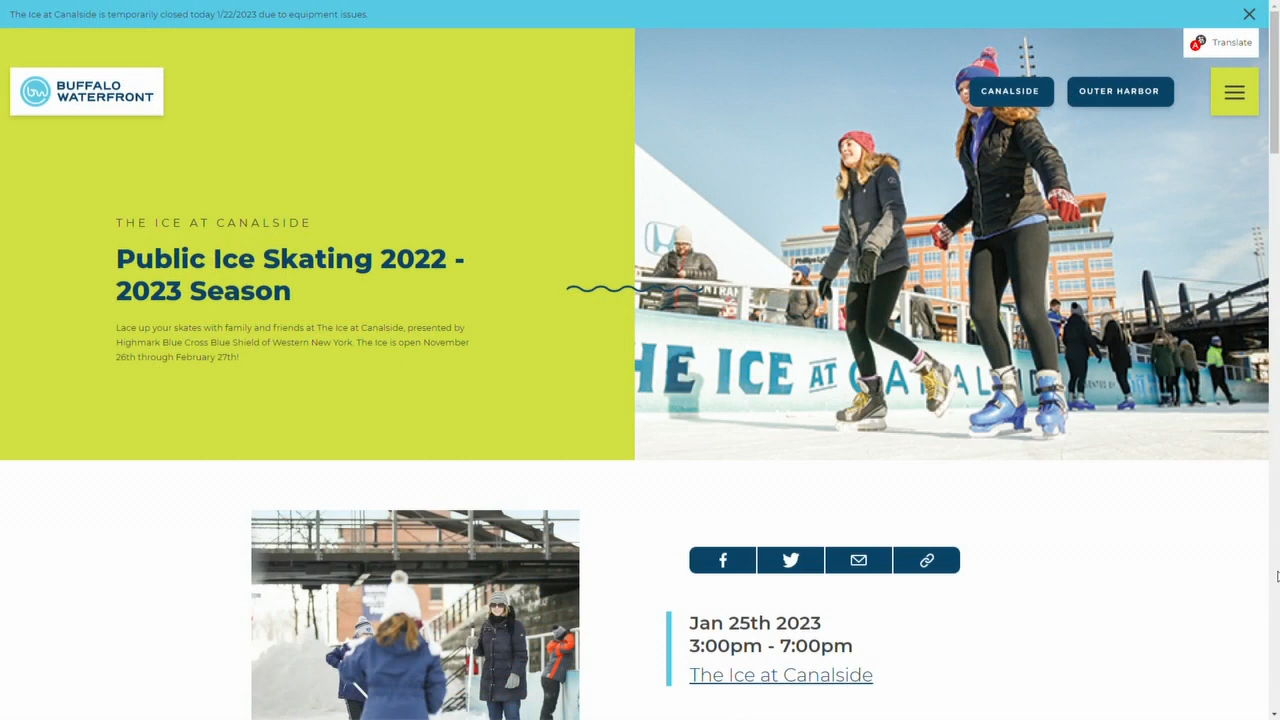 The Ice at Canalside is temporarily closed today 1/22/2023 due to equipment issues.
Translate
BUFFALO
WATERFRONT
CANALSIDE
OUTER HARBOR
THE ICE AT CANALSIDE
Public Ice Skating 2022 -
2023 Season
Lace up your skates with family and friends at The Ice at Canalside, presented by
Highmark Blue Cross Blue Shield of Western New York. The Ice is open November
26th through February 27th!
HE ICE AT CANAL
Jan 25th 2023
3:00pm - 7:00pm
The Ice at Canalside